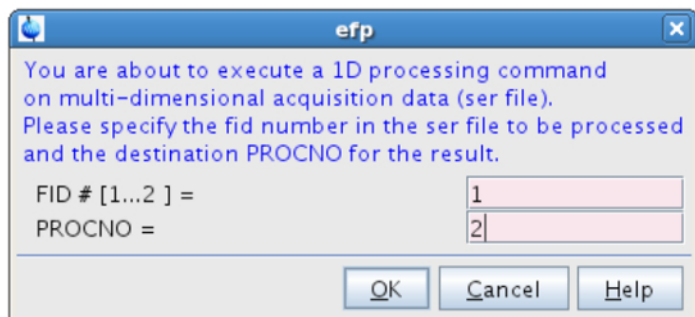 efp
You are about to execute a 1D processing command
on multi-dimensional acquisition data (ser file).
Please specify the fid number in the ser file to be processed
and the destination PROCNO for the result.
FID # [1...2 ] = 1
PROCNO = 2
OK Cancel Help